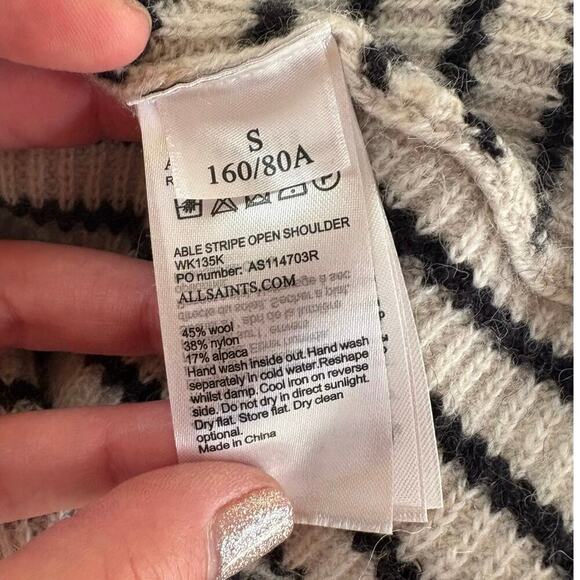 S
160/80A
ABLE STRIPE OPEN SHOULDER
WK135K
PO number: AS114703R
ALLSAINTS.COM
45% wool
38% nylon
17% alpaca
Hand wash inside out. Hand wash
separately in cold water. Reshape
whilst damp. Cool iron on reverse
side. Do not dry in direct sunlight.
Dry flat. Store flat. Dry clean
optional.
Made in China